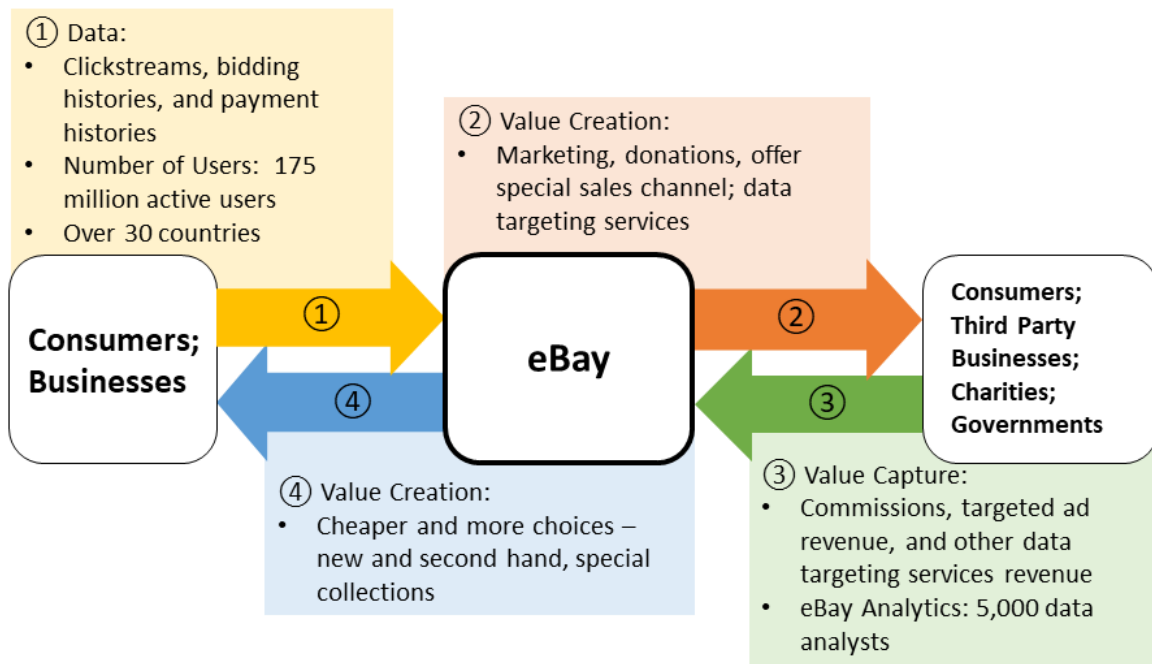 ① Data:
• Clickstreams, bidding
histories, and payment
histories
• Number of Users: 175
million active users
• Over 30 countries
② Value Creation:
• Marketing, donations, offer
special sales channel; data
targeting services
Consumers;
Businesses
①
④
eBay
②
③
Consumers;
Third Party
Businesses;
Charities;
Governments
④ Value Creation:
• Cheaper and more choices –
new and second hand, special
collections
③ Value Capture:
• Commissions, targeted ad
revenue, and other data
targeting services revenue
• eBay Analytics: 5,000 data
analysts